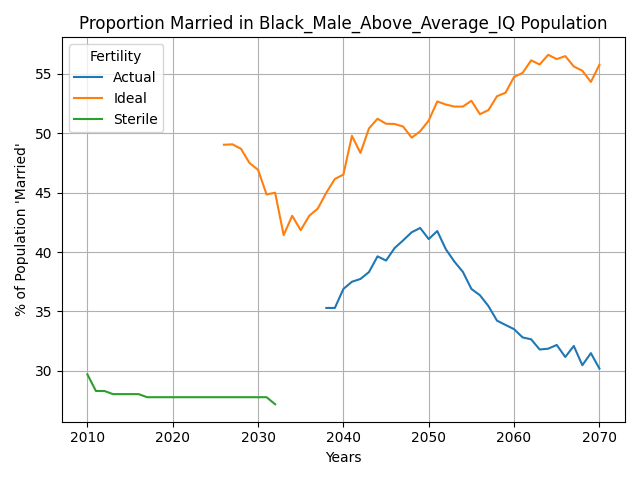 Proportion Married in Black_Male_Above_Average_IQ Population
Fertility
Actual
Ideal
Sterile
% of Population 'Married'
55
50
45
40
35
30
2010 2020 2030 2040 2050 2060 2070
Years